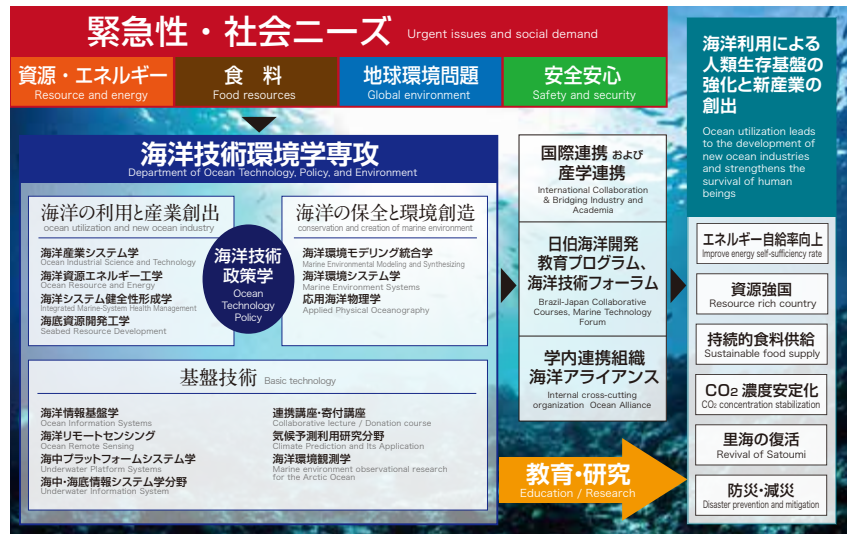 緊急性・社会ニーズ Urgent issues and social demand
資源・エネルギー
Resource and energy
食 料
Food resources
地球環境問題
Global environment
安全安心
Safety and security
海洋技術環境学専攻
Department of Ocean Technology, Policy, and Environment
海洋の利用と産業創出
ocean utilization and new ocean industry
海洋産業システム学
Ocean Industrial Science and Technology
海洋資源エネルギー工学
Ocean Resource and Energy
海洋システム健全性形成学
Integrated Marine-System Health Management
海底資源開発工学
Seabed Resource Development
海洋技術
政策学
Ocean
Technology
Policy
海洋の保全と環境創造
conservation and creation of marine environment
海洋環境モデリング統合学
Marine Environmental Modeling and Synthesizing
海洋環境システム学
Marine Environment Systems
応用海洋物理学
Applied Physical Oceanography
基盤技術 Basic technology
海洋情報基盤学
Ocean Information Systems
海洋リモートセンシング
Ocean Remote Sensing
海中プラットフォームシステム学
Underwater Platform Systems
海中・海底情報システム学分野
Underwater Information System
連携講座・寄付講座
Collaborative lecture / Donation course
気候予測利用研究分野
Climate Prediction and Its Application
海洋環境観測学
Marine environment observational research
for the Arctic Ocean
国際連携 および
産学連携
International Collaboration
& Bridging Industry and
Academia
日伯海洋開発
教育プログラム、
海洋技術フォーラム
Brazil-Japan Collaborative
Courses, Marine Technology
Forum
学内連携組織
海洋アライアンス
Internal cross-cutting
organization Ocean Alliance
教育・研究
Education / Research
海洋利用による
人類生存基盤の
強化と新産業の
創出
Ocean utilization leads
to the development of
new ocean industries
and strengthens the
survival of human
beings
エネルギー自給率向上
Improve energy self-sufficiency rate
資源強国
Resource rich country
持続的食料供給
Sustainable food supply
CO2 濃度安定化
CO2 concentration stabilization
里海の復活
Revival of Satoumi
防災・減災
Disaster prevention and mitigation